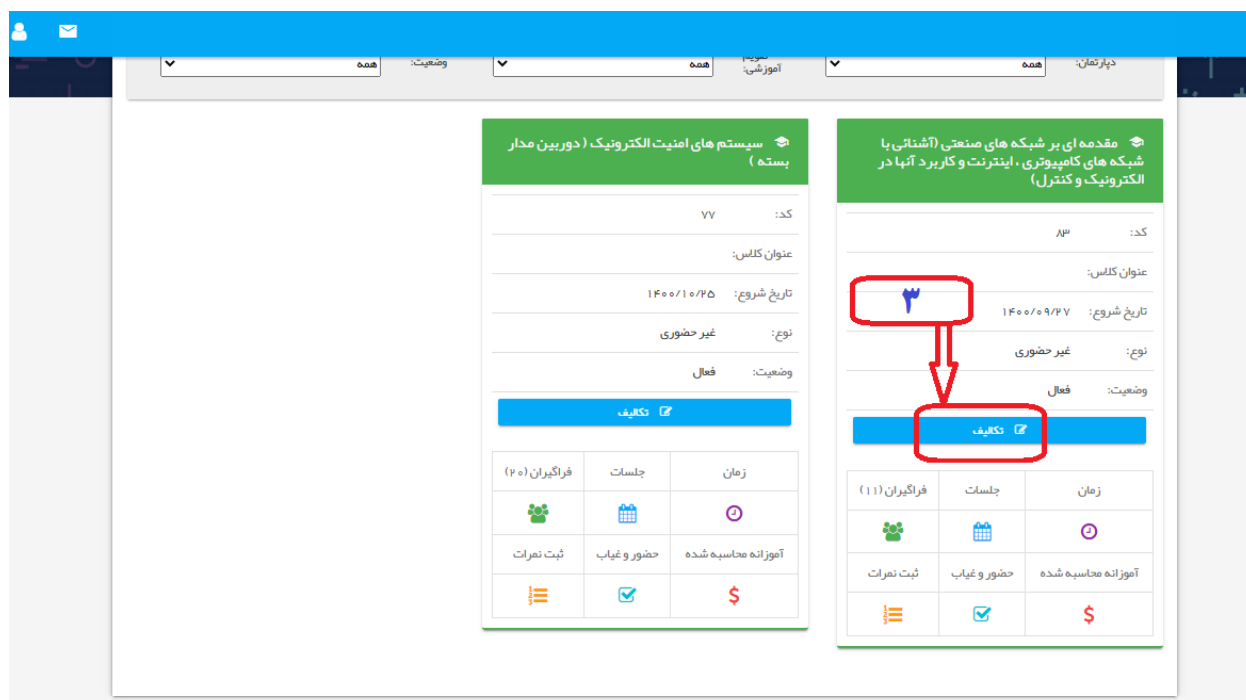 دپارتمان: همه
تقویم آموزشی: همه
وضعیت: همه
مقدمه ای بر شبکه های صنعتی (آشنائی با
شبکه های کامپیوتری ، اینترنت و کاربرد آنها در
الکترونیک و کنترل)
کد: ۸۳
عنوان کلاس:
۳
تاریخ شروع: ۱۴۰۰/۰۹/۲۷
نوع: غیر حضوری
وضعیت: فعال
تکالیف
زمان جلسات فراگیران (۱۱)
آموزانه محاسبه شده حضور و غیاب ثبت نمرات
سیستم های امنیت الکترونیک ( دوربین مدار
بسته )
کد: ۷۷
عنوان کلاس:
تاریخ شروع: ۱۴۰۰/۱۰/۲۵
نوع: غیر حضوری
وضعیت: فعال
تکالیف
زمان جلسات فراگیران (۲۰)
آموزانه محاسبه شده حضور و غیاب ثبت نمرات